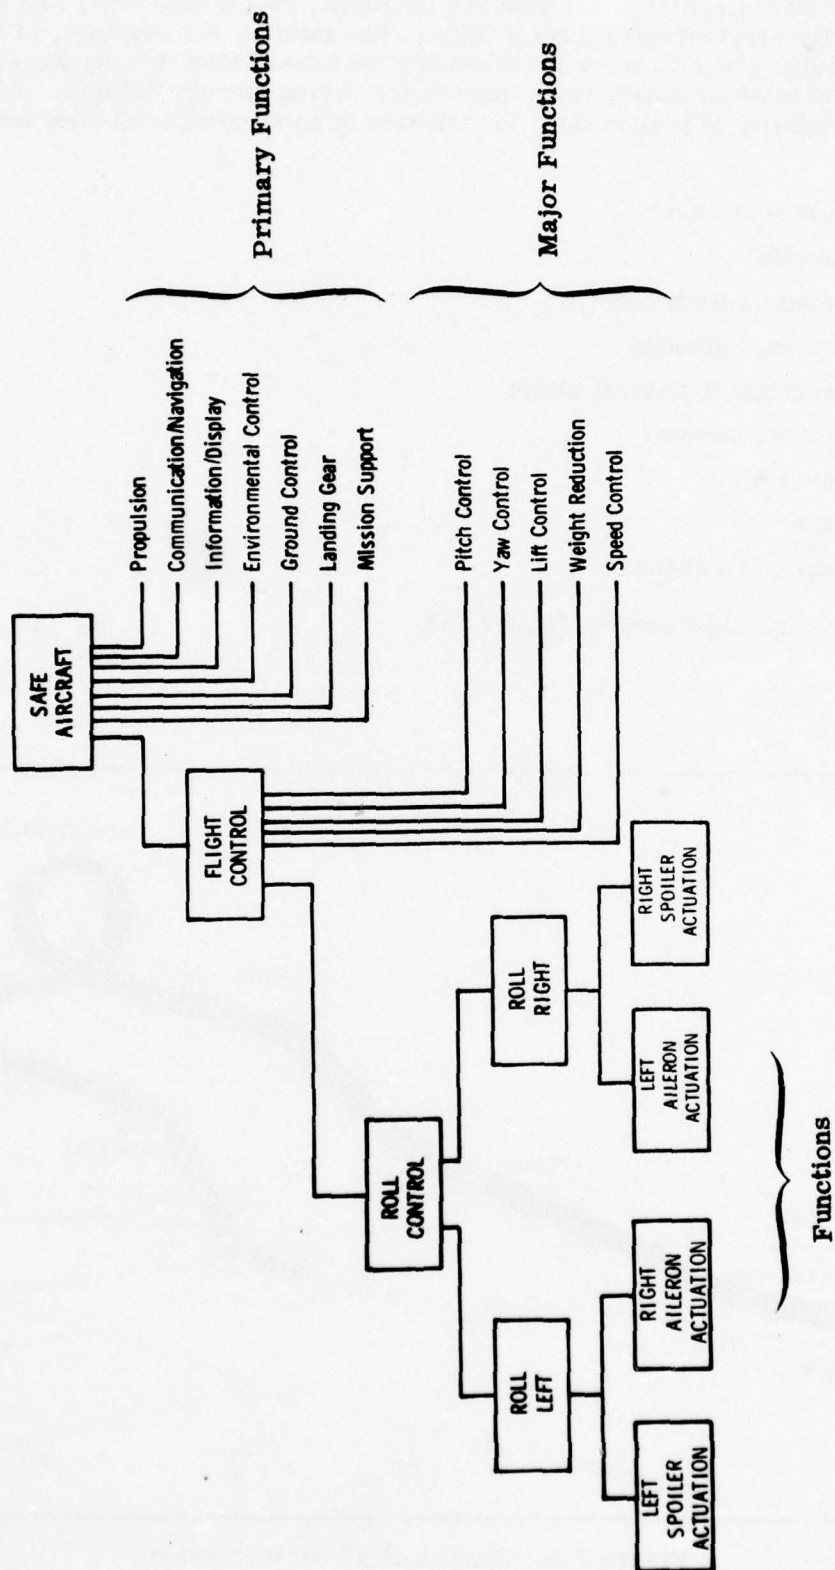 SAFE
AIRCRAFT
Propulsion
Communication/Navigation
Information/Display
Environmental Control
Ground Control
Landing Gear
Mission Support
Primary Functions
FLIGHT
CONTROL
Pitch Control
Yaw Control
Lift Control
Weight Reduction
Speed Control
Major Functions
ROLL
CONTROL
ROLL
LEFT
ROLL
RIGHT
LEFT
SPOILER
ACTUATION
RIGHT
AILERON
ACTUATION
LEFT
AILERON
ACTUATION
RIGHT
SPOILER
ACTUATION
Functions